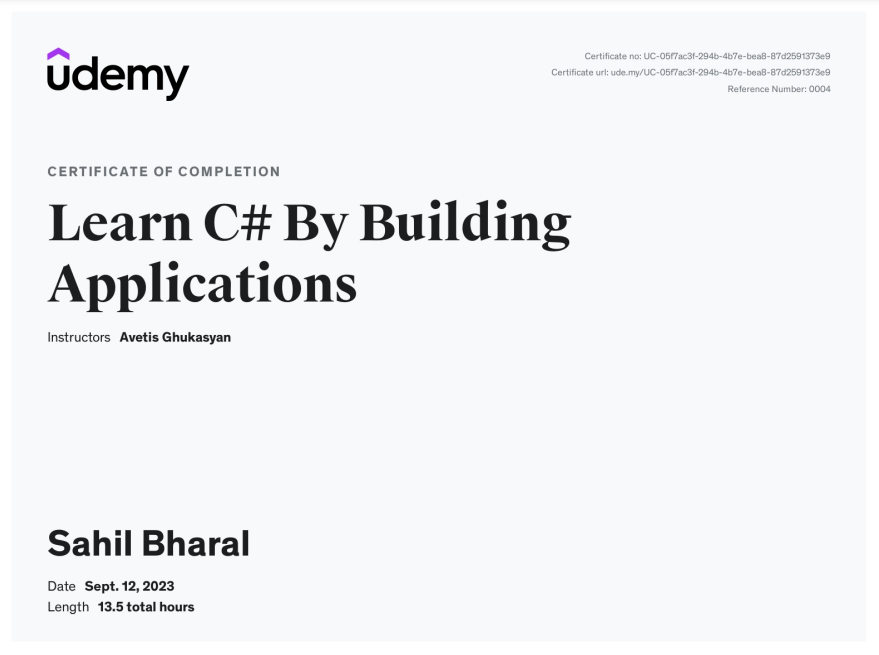 udemy
Certificate no: UC-05f7ac3f-294b-4b7e-bea8-87d2591373e9
Certificate url: ude.my/UC-05f7ac3f-294b-4b7e-bea8-87d2591373e9
Reference Number: 0004
CERTIFICATE OF COMPLETION
Learn C# By Building
Applications
Instructors Avetis Ghukasyan
Sahil Bharal
Date Sept. 12, 2023
Length 13.5 total hours